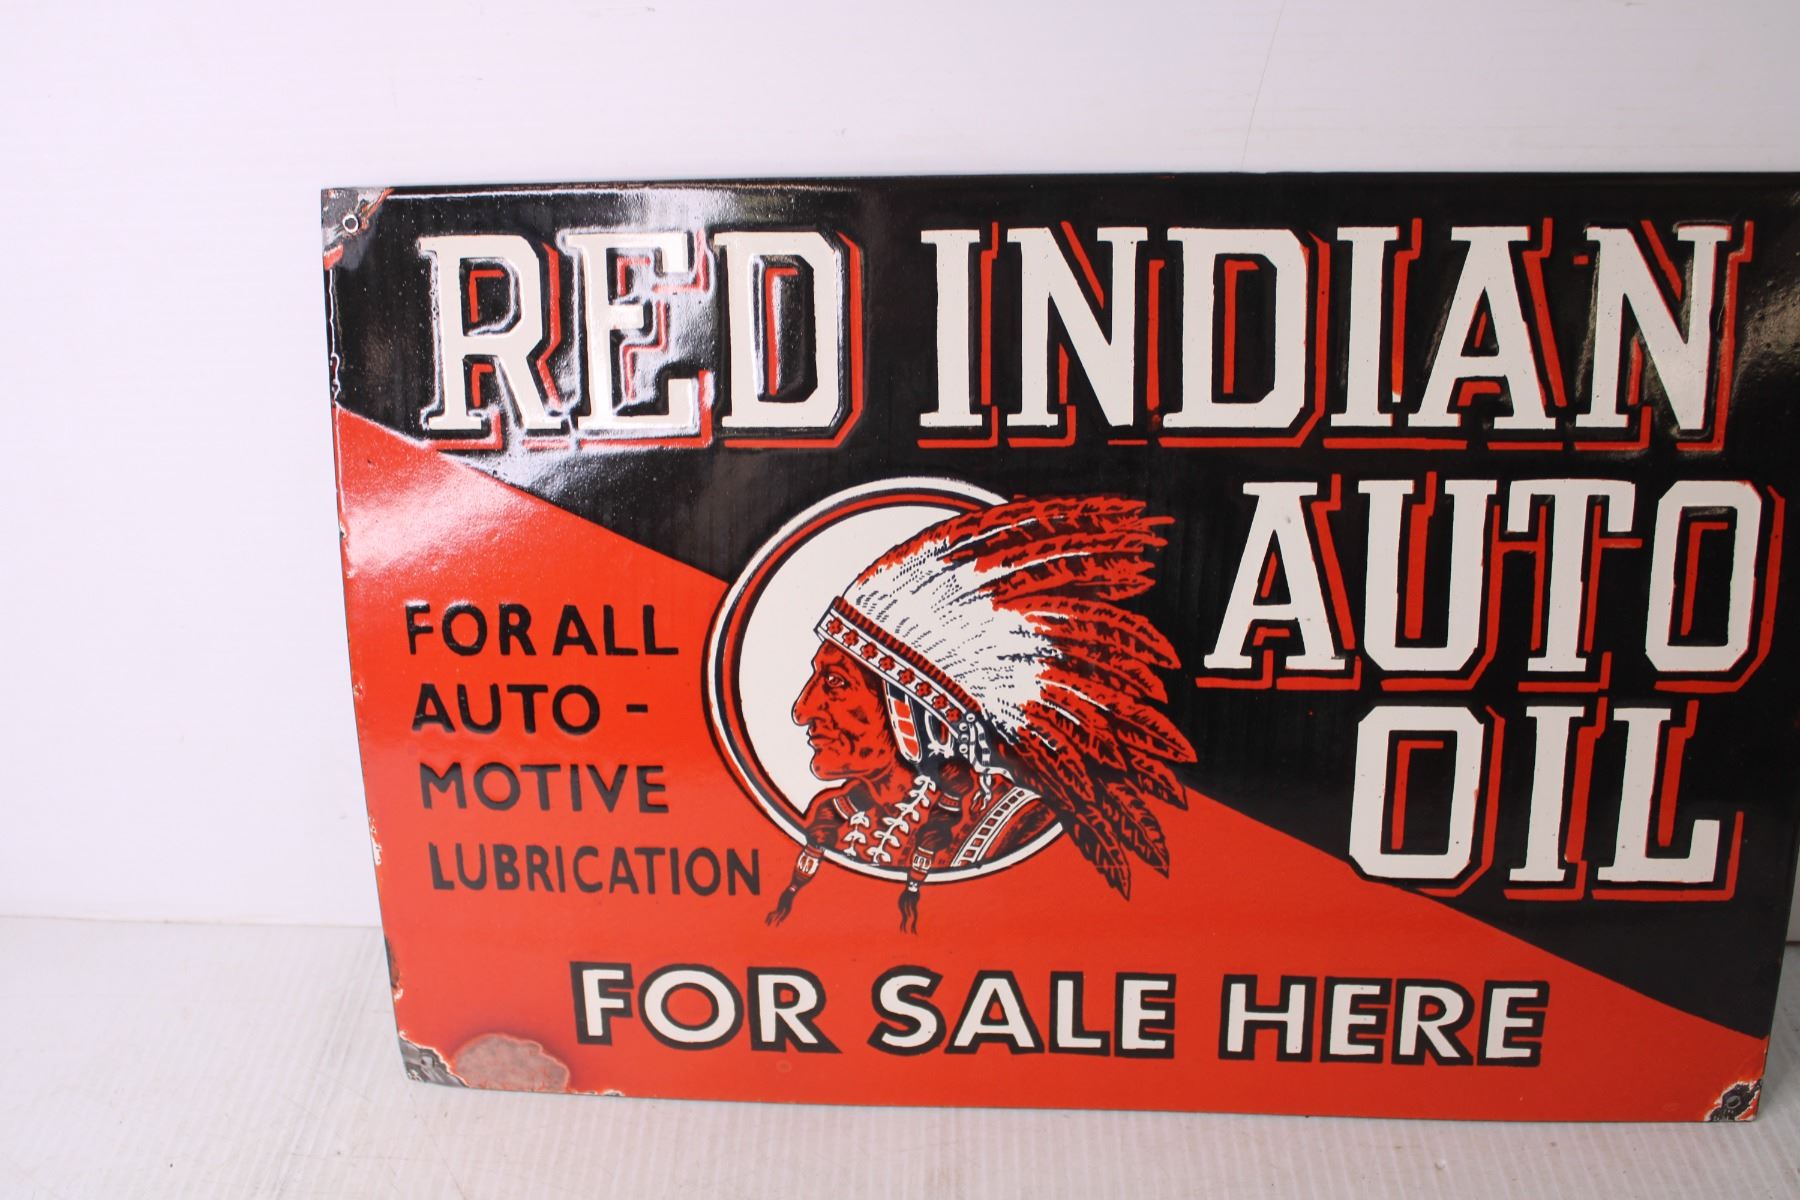 RED INDIAN
AUTO
OIL
FOR ALL
AUTO -
MOTIVE
LUBRICATION
FOR SALE HERE